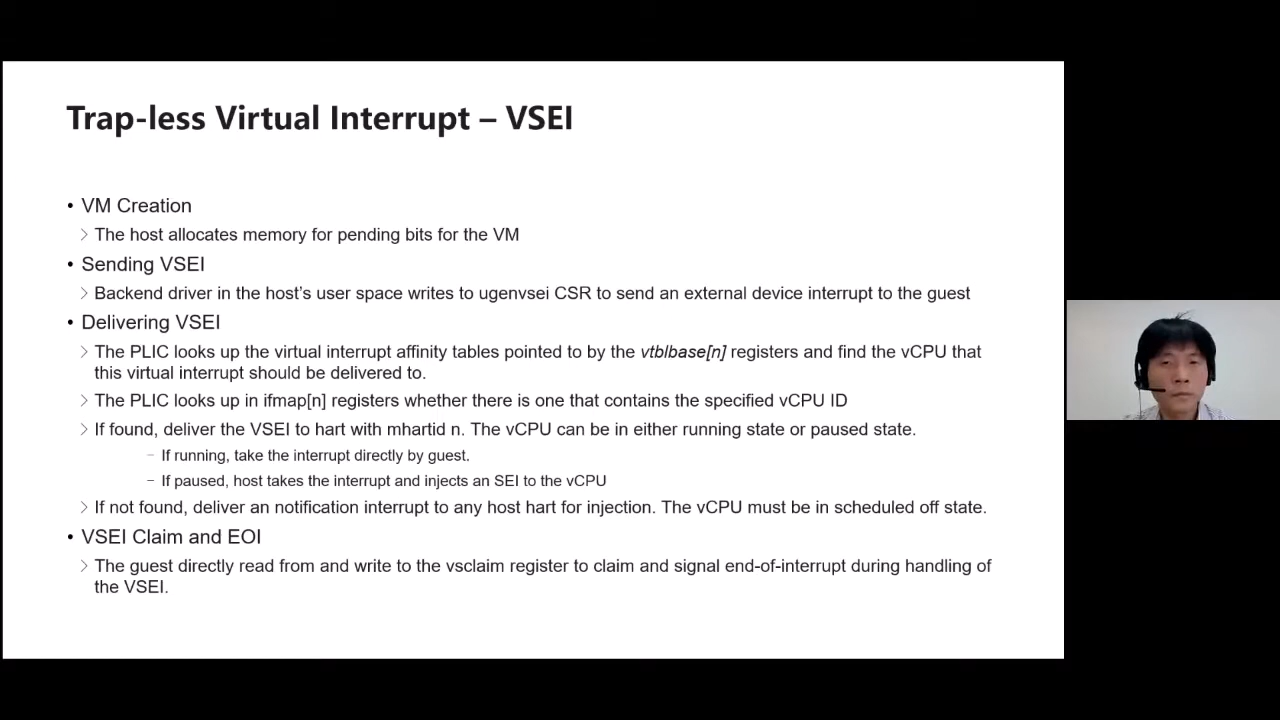 Trap-less Virtual Interrupt – VSEI
• VM Creation
The host allocates memory for pending bits for the VM
• Sending VSEI
Backend driver in the host’s user space writes to ugenvsei CSR to send an external device interrupt to the guest
• Delivering VSEI
The PLIC looks up the virtual interrupt affinity tables pointed to by the vtblbase[n] registers and find the vCPU that
this virtual interrupt should be delivered to.
The PLIC looks up in ifmap[n] registers whether there is one that contains the specified vCPU ID
If found, deliver the VSEI to hart with mhartid n. The vCPU can be in either running state or paused state.
– If running, take the interrupt directly by guest.
– If paused, host takes the interrupt and injects an SEI to the vCPU
If not found, deliver an notification interrupt to any host hart for injection. The vCPU must be in scheduled off state.
• VSEI Claim and EOI
The guest directly read from and write to the vsclaim register to claim and signal end-of-interrupt during handling of
the VSEI.